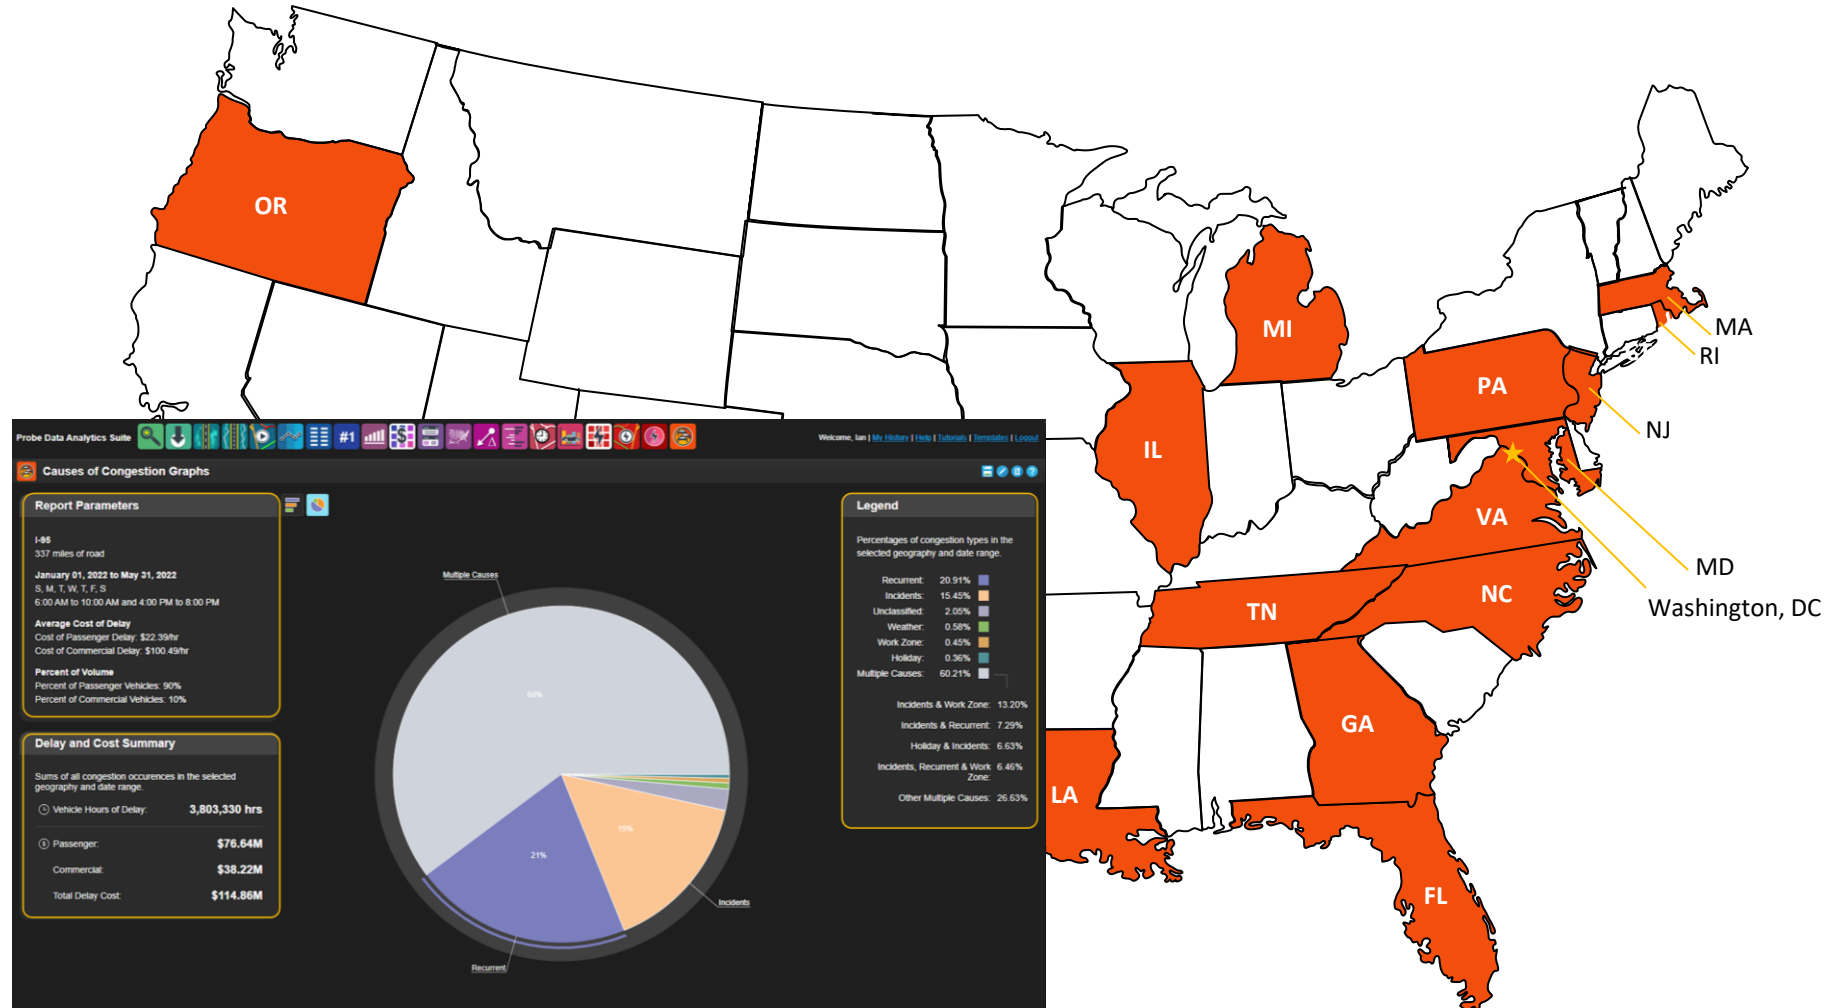 OR
MI
MA
RI
PA
NJ
IL
VA
MD
NC
Washington, DC
TN
GA
LA
FL
Probe Data Analytics Suite
#1
Welcome, Ian | My History | Help | Tutorials | Templates | Logout
Causes of Congestion Graphs
Report Parameters
I-95
337 miles of road
January 01, 2022 to May 31, 2022
S, M, T, W, T, F, S
6:00 AM to 10:00 AM and 4:00 PM to 8:00 PM
Average Cost of Delay
Cost of Passenger Delay: $22.39/hr
Cost of Commercial Delay: $100.49/hr
Percent of Volume
Percent of Passenger Vehicles: 90%
Percent of Commercial Vehicles: 10%
Delay and Cost Summary
Sums of all congestion occurences in the selected
geography and date range.
Vehicle Hours of Delay: 3,803,330 hrs
Passenger: $76.64M
Commercial: $38.22M
Total Delay Cost: $114.86M
Multiple Causes
60%
15%
21%
Incidents
Recurrent
Legend
Percentages of congestion types in the
selected geography and date range.
Recurrent: 20.91%
Incidents: 15.45%
Unclassified: 2.05%
Weather: 0.58%
Work Zone: 0.45%
Holiday: 0.36%
Multiple Causes: 60.21%
Incidents & Work Zone: 13.20%
Incidents & Recurrent: 7.29%
Holiday & Incidents: 6.63%
Incidents, Recurrent & Work 6.46%
Zone:
Other Multiple Causes: 26.63%